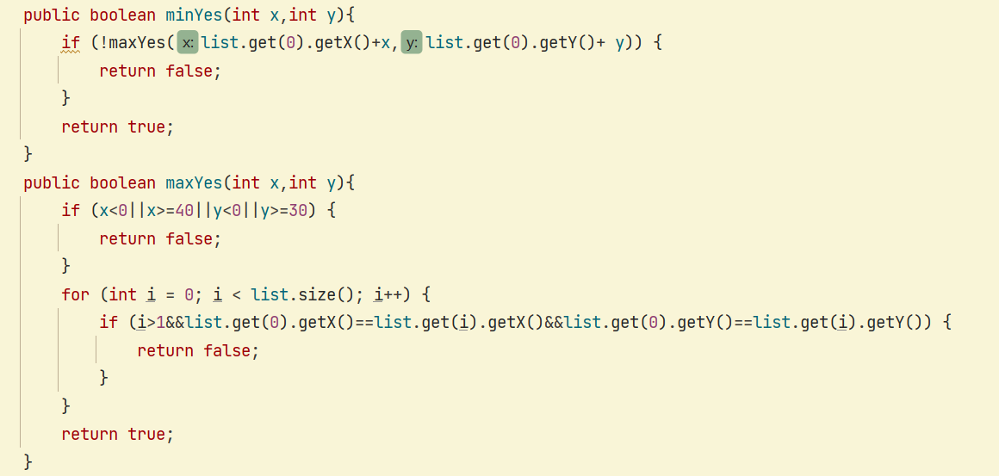 public boolean minYes(int x,int y){
if (!maxYes( x: list.get(0).getX()+x, y: list.get(0).getY()+ y)) {
return false;
}
return true;
}
public boolean maxYes(int x,int y){
if (x<0||x>=40||y<0||y>=30) {
return false;
}
for (int i = 0; i < list.size(); i++) {
if (i>1&&list.get(0).getX()==list.get(i).getX()&&list.get(0).getY()==list.get(i).getY()) {
return false;
}
}
return true;
}